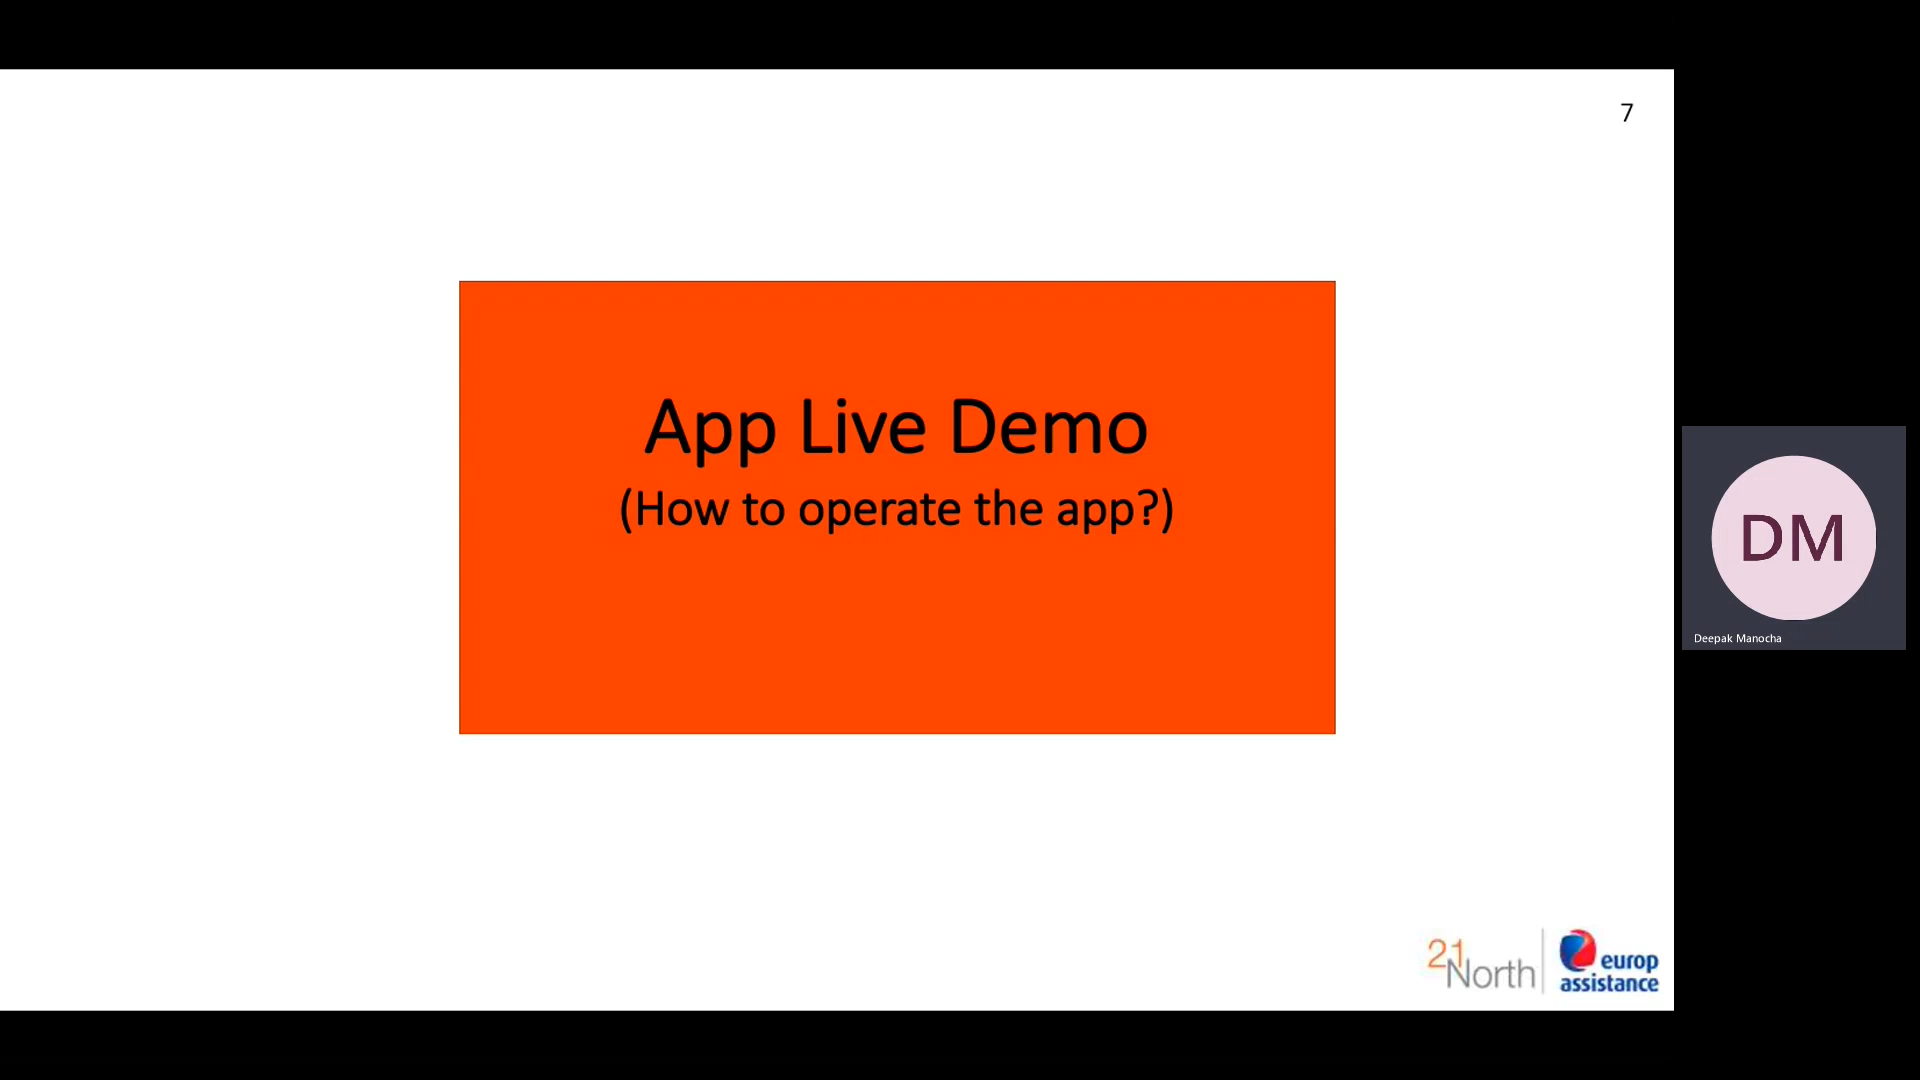 7
App Live Demo
(How to operate the app?)
DM
Deepak Manocha
21
North
europ
assistance